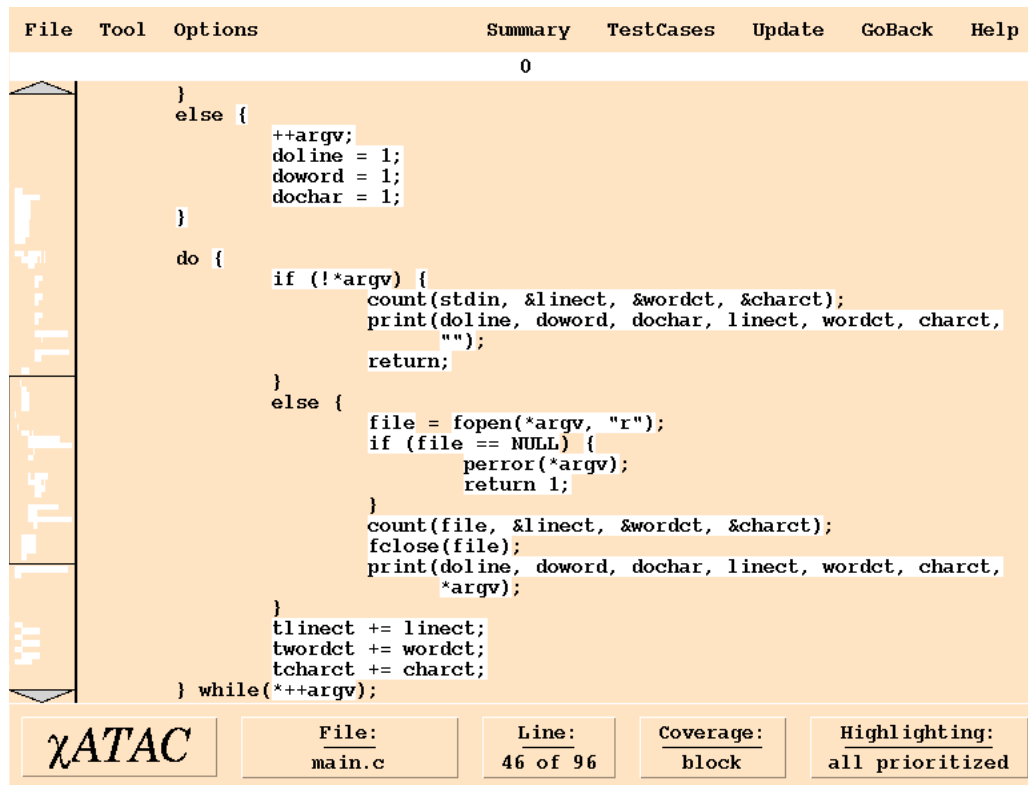 File Tool Options Summary TestCases Update GoBack Help
0
}
else {
++argv;
doline = 1;
doword = 1;
dochar = 1;
}
do {
if (!*argv) {
count(stdin, &linect, &wordct, &charct);
print(doline, doword, dochar, linect, wordct, charct,
"");
return;
}
else {
file = fopen(*argv, "r");
if (file == NULL) {
perror(*argv);
return 1;
}
count(file, &linect, &wordct, &charct);
fclose(file);
print(doline, doword, dochar, linect, wordct, charct,
*argv);
}
tlinect += linect;
twordct += wordct;
tcharct += charct;
} while(*++argv);
χATAC File: Line: Coverage: Highlighting:
main.c 46 of 96 block all prioritized